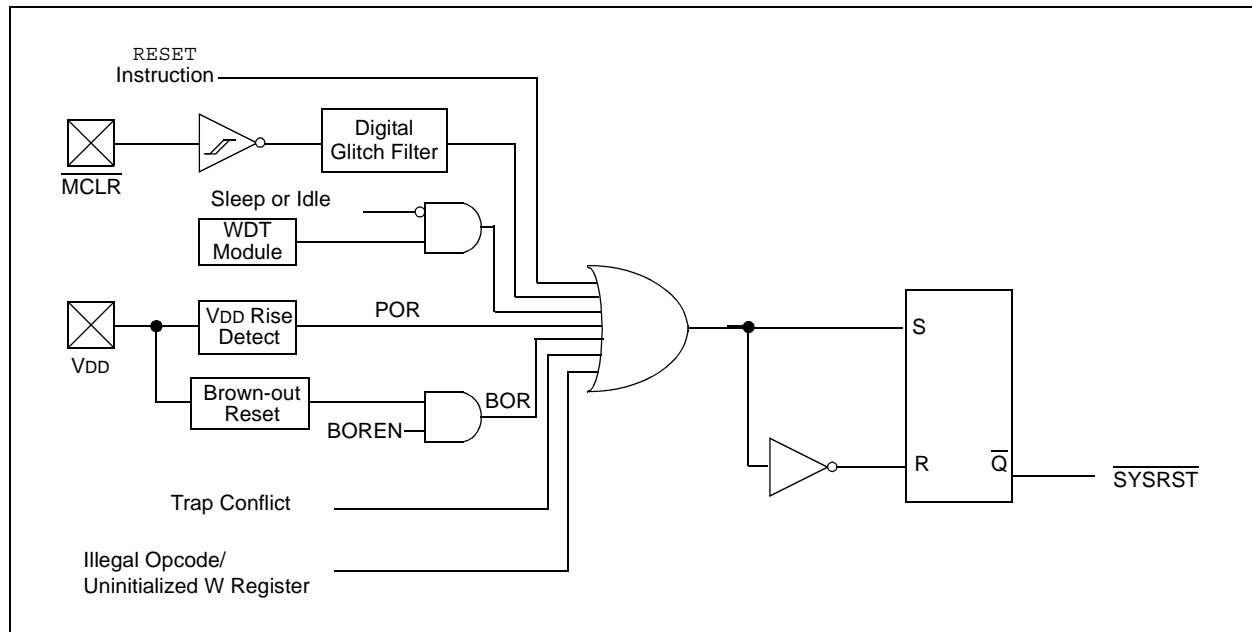 RESET
Instruction
Digital
Glitch Filter
MCLR
Sleep or Idle
WDT
Module
VDD
VDD Rise
Detect
POR
Brown-out
Reset
BOREN
BOR
Trap Conflict
Illegal Opcode/
Uninitialized W Register
S
R
Q
SYSRST